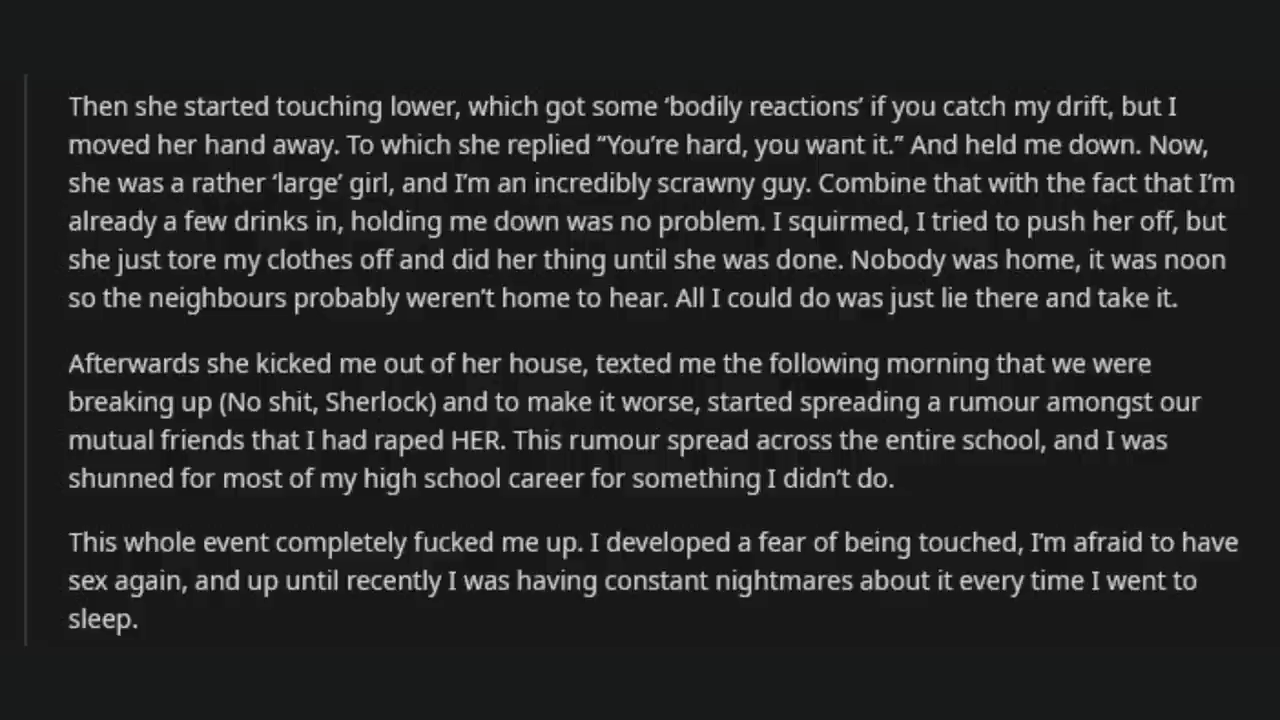 Then she started touching lower, which got some ‘bodily reactions’ if you catch my drift, but I
moved her hand away. To which she replied “You’re hard, you want it.” And held me down. Now,
she was a rather ‘large’ girl, and I’m an incredibly scrawny guy. Combine that with the fact that I’m
already a few drinks in, holding me down was no problem. I squirmed, I tried to push her off, but
she just tore my clothes off and did her thing until she was done. Nobody was home, it was noon
so the neighbours probably weren’t home to hear. All I could do was just lie there and take it.
Afterwards she kicked me out of her house, texted me the following morning that we were
breaking up (No shit, Sherlock) and to make it worse, started spreading a rumour amongst our
mutual friends that I had raped HER. This rumour spread across the entire school, and I was
shunned for most of my high school career for something I didn’t do.
This whole event completely fucked me up. I developed a fear of being touched, I’m afraid to have
sex again, and up until recently I was having constant nightmares about it every time I went to
sleep.